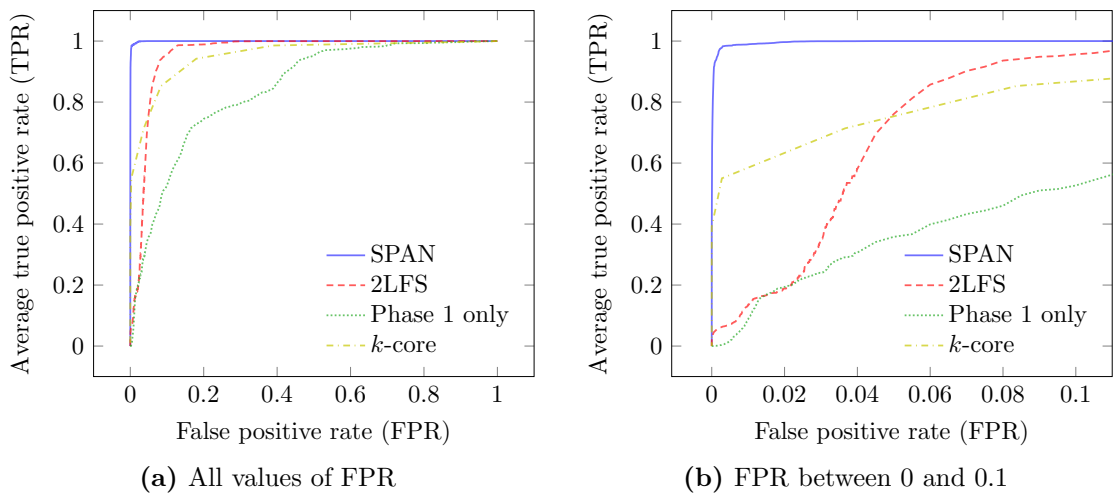 Average true positive rate (TPR)
1
0.8
0.6
0.4
0.2
0
SPAN
2LFS
Phase 1 only
k-core
0 0.2 0.4 0.6 0.8 1
False positive rate (FPR)
(a) All values of FPR
Average true positive rate (TPR)
1
0.8
0.6
0.4
0.2
0
SPAN
2LFS
Phase 1 only
k-core
0 0.02 0.04 0.06 0.08 0.1
False positive rate (FPR)
(b) FPR between 0 and 0.1